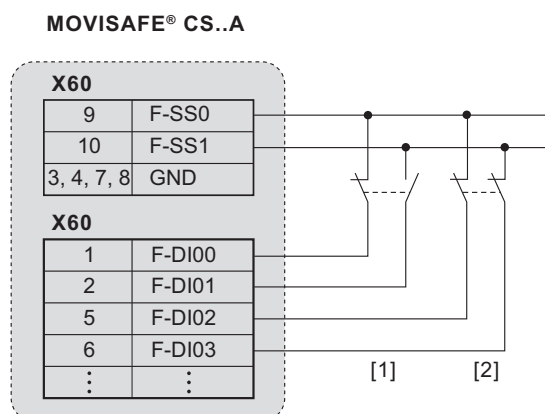 MOVISAFE® CS..A
X60
9 F-SS0
10 F-SS1
3, 4, 7, 8 GND
X60
1 F-DI00
2 F-DI01
5 F-DI02
6 F-DI03
⋮ ⋮
[1] [2]